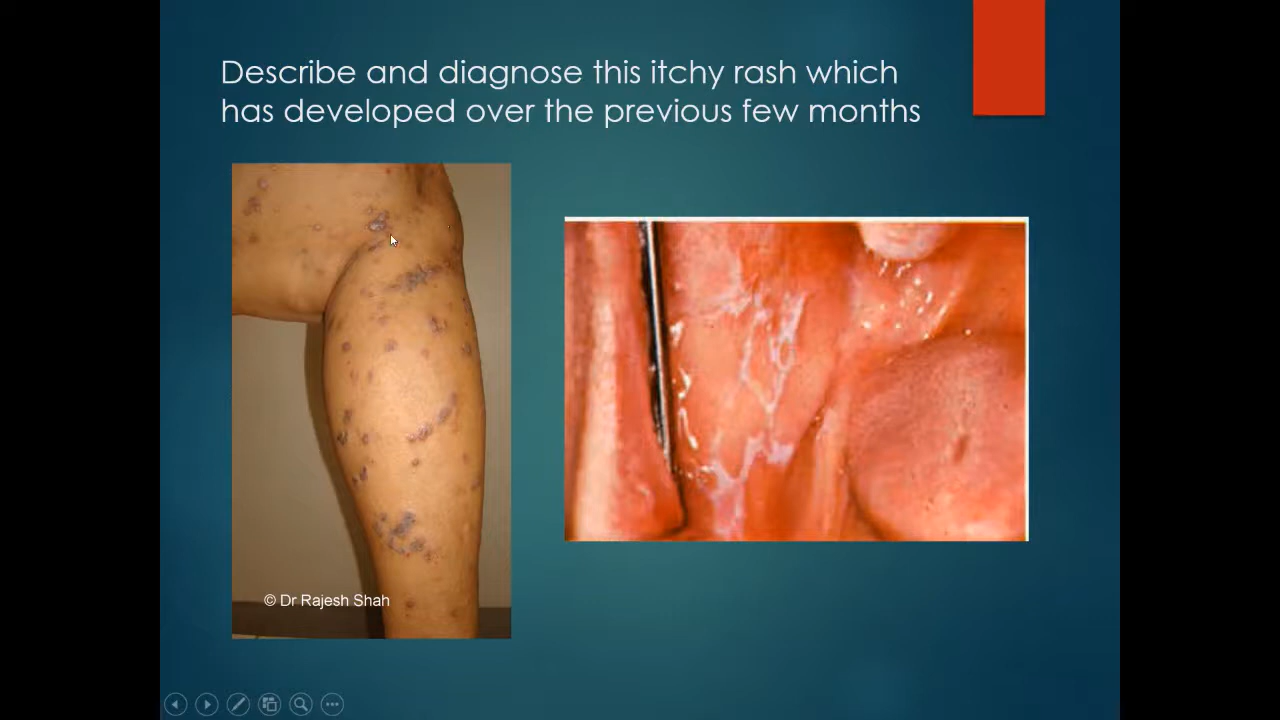 Describe and diagnose this itchy rash which
has developed over the previous few months
© Dr Rajesh Shah